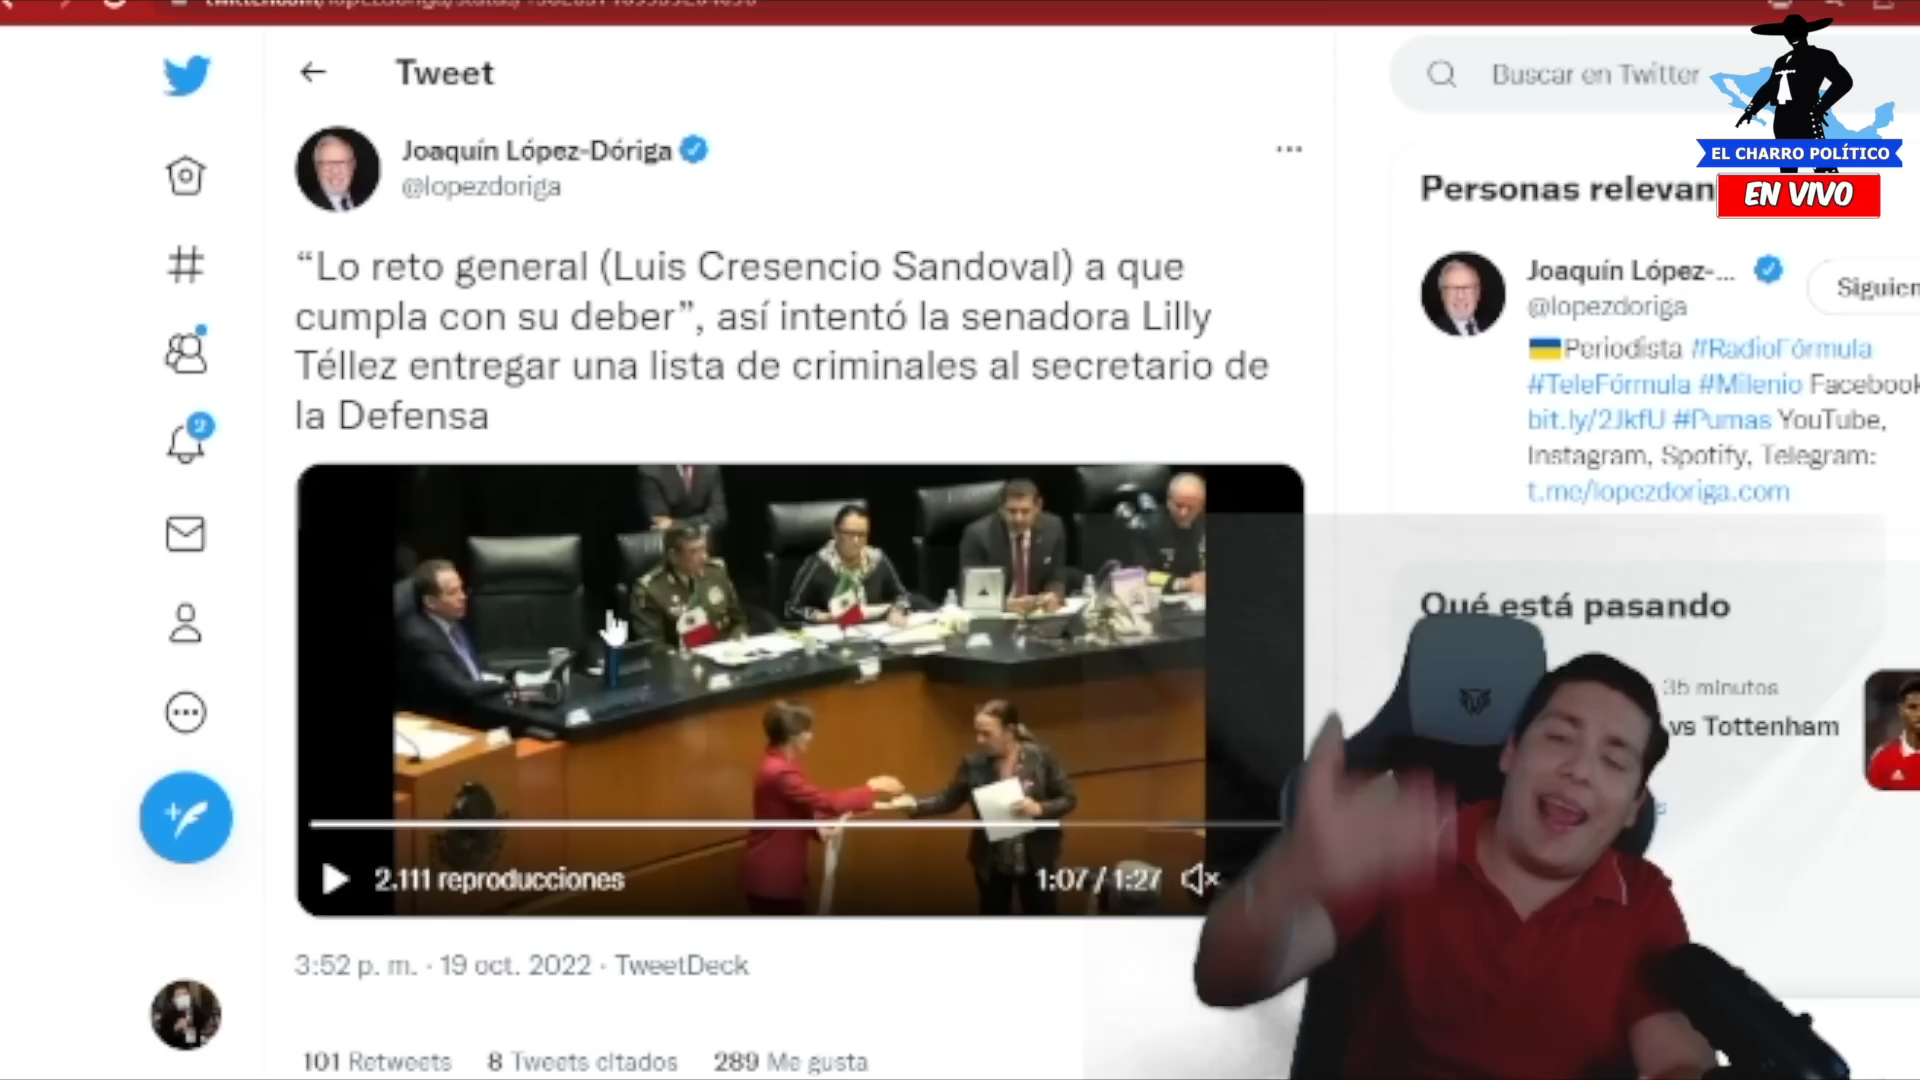 Tweet
Buscar en Twitter
EL CHARRO POLÍTICO
EN VIVO
Joaquín López-Dóriga
@lopezdoriga
Personas relevan
“Lo reto general (Luis Cresencio Sandoval) a que
cumpla con su deber”, así intentó la senadora Lilly
Téllez entregar una lista de criminales al secretario de
la Defensa
Joaquín López-...
@lopezdoriga
Siguien
Periodista #RadioFórmula
#TeleFórmula #Milenio Facebook
bit.ly/2JkfU #Pumas YouTube,
Instagram, Spotify, Telegram:
t.me/lopezdoriga.com
2
Qué está pasando
35 minutos
vs Tottenham
2.111 reproducciones
1:07 / 1:27
3:52 p. m. · 19 oct. 2022 · TweetDeck
101 Retweets 8 Tweets citados 289 Me gusta